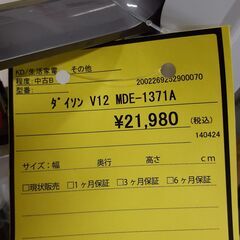 KD/生活家電 その他
程度:中古B 2002269252900070
型番:
ﾀﾞｲｿﾝ V12 MDE-1371A
¥21,980 (税込)
140424
サイズ:幅 奥行 高さ cm
□現状販売 □1ヶ月保証 □3ヶ月保証 □6ヶ月保証